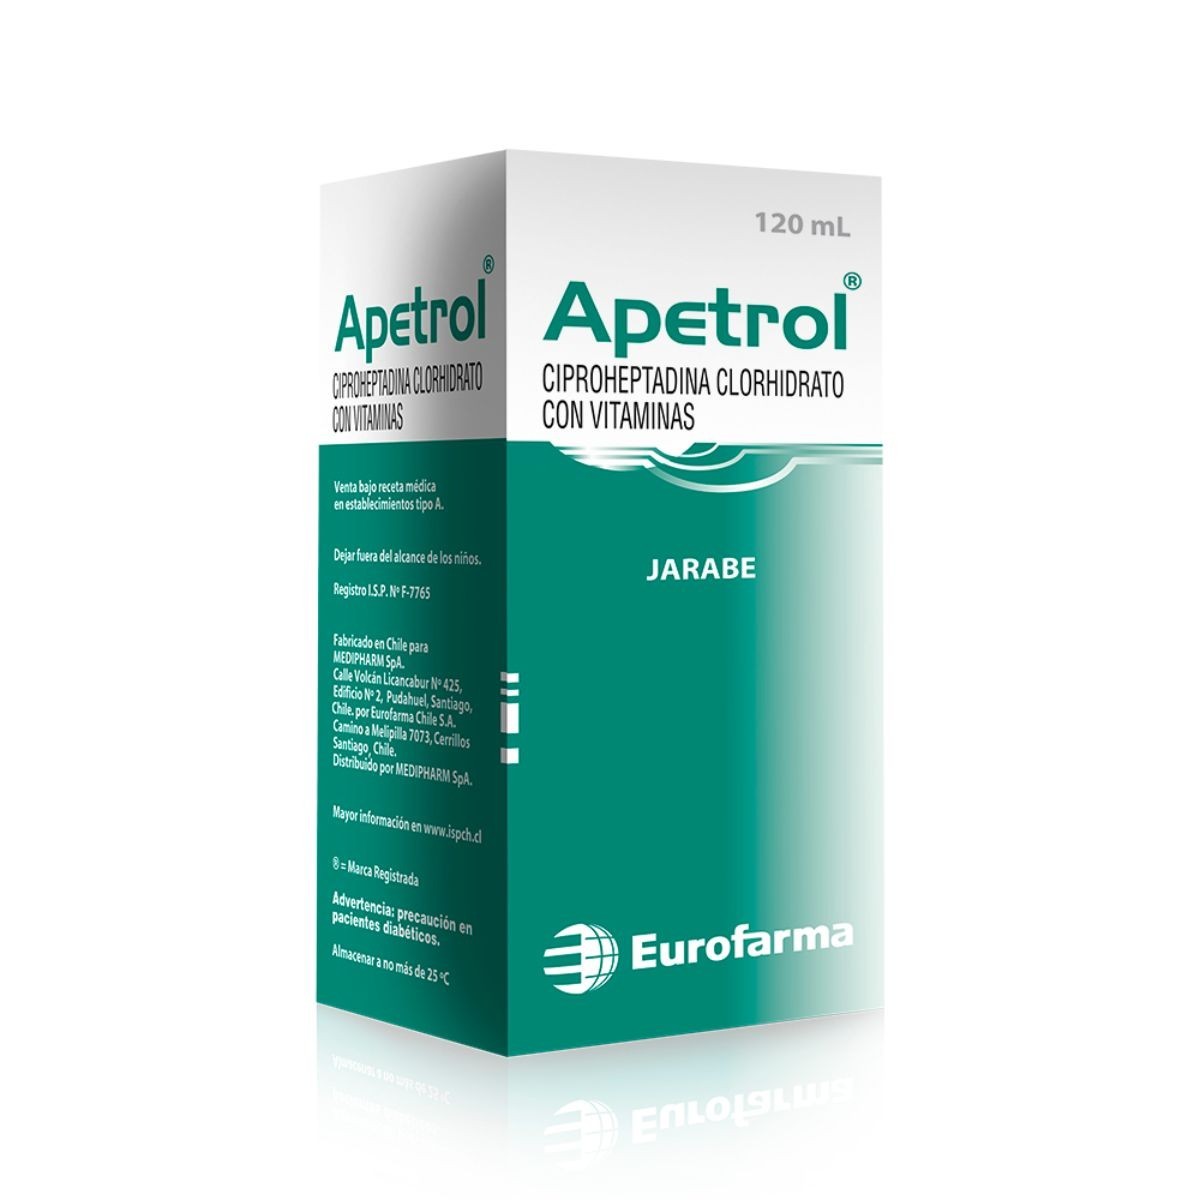 120 mL
Apetrol®
CIPROHEPTADINA CLORHIDRATO
CON VITAMINAS
JARABE
Eurofarma
Apetrol®
CIPROHEPTADINA CLORHIDRATO
CON VITAMINAS
Venta bajo receta médica
en establecimientos tipo A.
Dejar fuera del alcance de los niños.
Registro I.S.P. Nº F-7765
Fabricado en Chile para
MEDIPHARM SpA.
Calle Volcán Licancabur Nº 425,
Edificio Nº 2, Pudahuel, Santiago,
Chile. por Eurofarma Chile S.A.
Camino a Melipilla 7073, Cerrillos
Santiago, Chile.
Distribuido por MEDIPHARM SpA.
Mayor información en www.ispch.cl
® = Marca Registrada
Advertencia: precaución en
pacientes diabéticos.
Almacenar a no más de 25 ºC